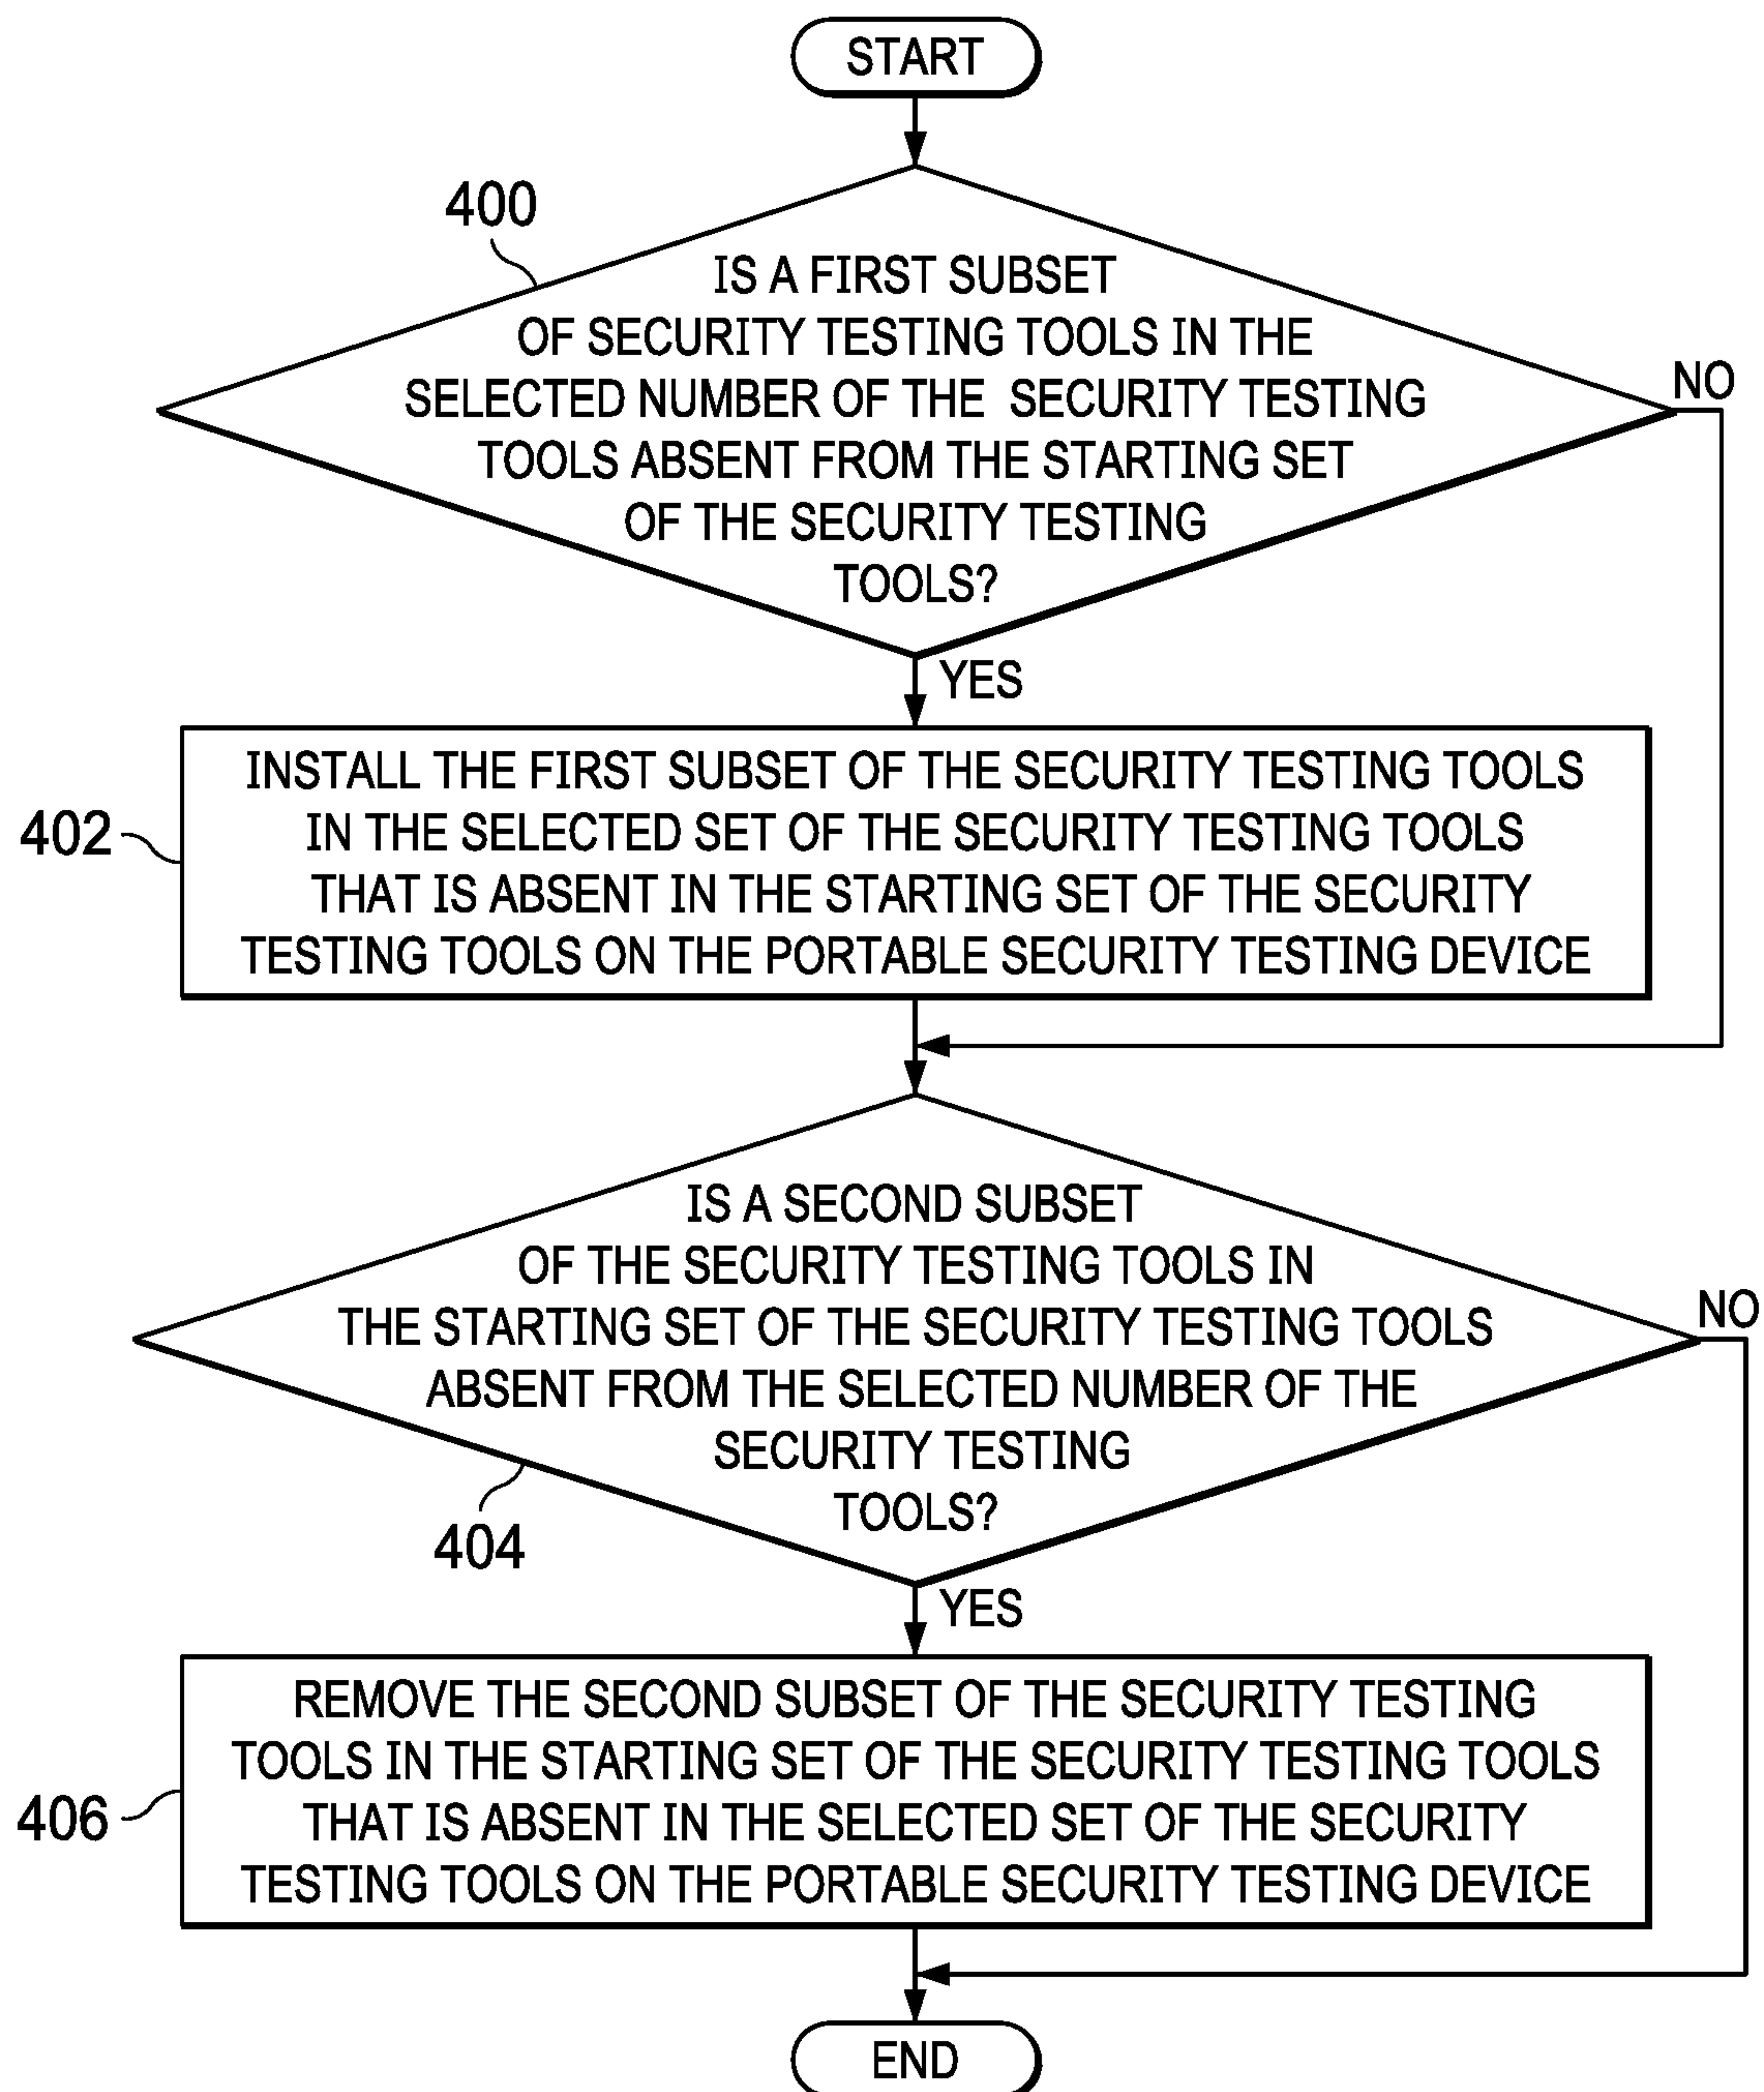 START
400
IS A FIRST SUBSET
OF SECURITY TESTING TOOLS IN THE
SELECTED NUMBER OF THE SECURITY TESTING
TOOLS ABSENT FROM THE STARTING SET
OF THE SECURITY TESTING
TOOLS?
NO
YES
402
INSTALL THE FIRST SUBSET OF THE SECURITY TESTING TOOLS
IN THE SELECTED SET OF THE SECURITY TESTING TOOLS
THAT IS ABSENT IN THE STARTING SET OF THE SECURITY
TESTING TOOLS ON THE PORTABLE SECURITY TESTING DEVICE
IS A SECOND SUBSET
OF THE SECURITY TESTING TOOLS IN
THE STARTING SET OF THE SECURITY TESTING TOOLS
ABSENT FROM THE SELECTED NUMBER OF THE
SECURITY TESTING
TOOLS?
NO
404
YES
406
REMOVE THE SECOND SUBSET OF THE SECURITY TESTING
TOOLS IN THE STARTING SET OF THE SECURITY TESTING TOOLS
THAT IS ABSENT IN THE SELECTED SET OF THE SECURITY
TESTING TOOLS ON THE PORTABLE SECURITY TESTING DEVICE
END